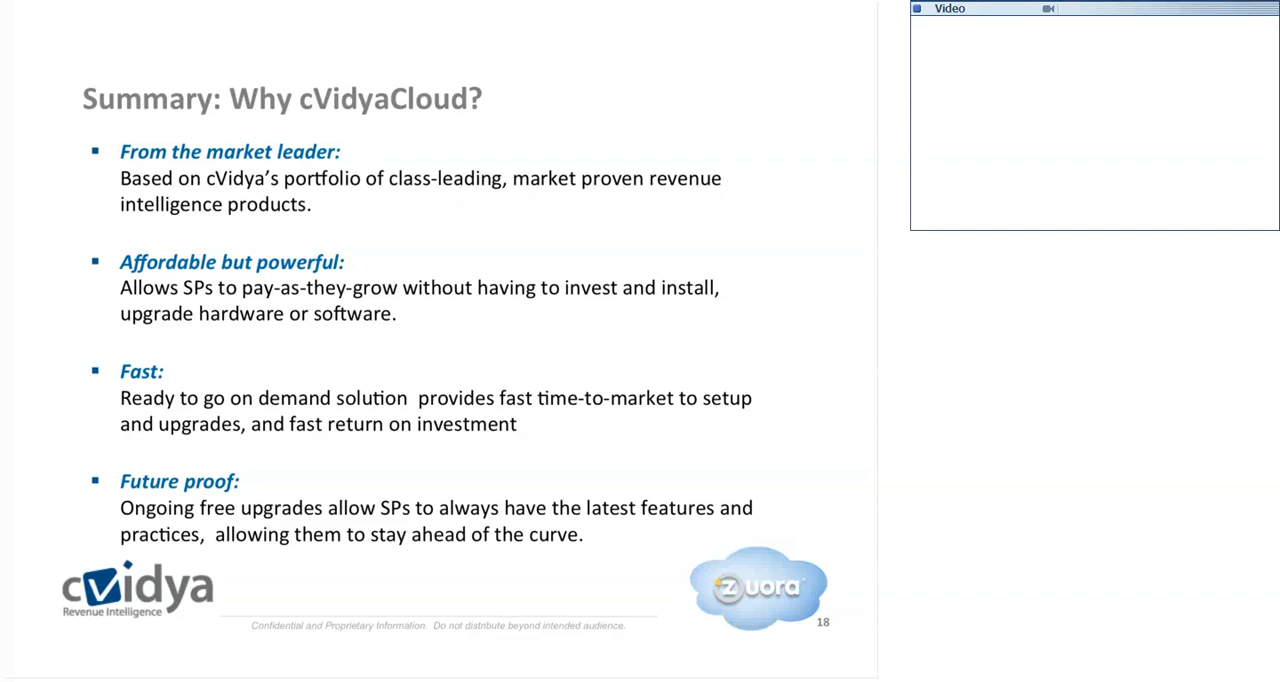 Video
Summary: Why cVidyaCloud?
From the market leader:
Based on cVidya's portfolio of class-leading, market proven revenue
intelligence products.
Affordable but powerful:
Allows SPs to pay-as-they-grow without having to invest and install,
upgrade hardware or software.
Fast:
Ready to go on demand solution  provides fast time-to-market to setup
and upgrades, and fast return on investment
Future proof:
Ongoing free upgrades allow SPs to always have the latest features and
practices,  allowing them to stay ahead of the curve.
cvidya
Revenue Intelligence
zuora
Confidential and Proprietary Information.  Do not distribute beyond intended audience.
18